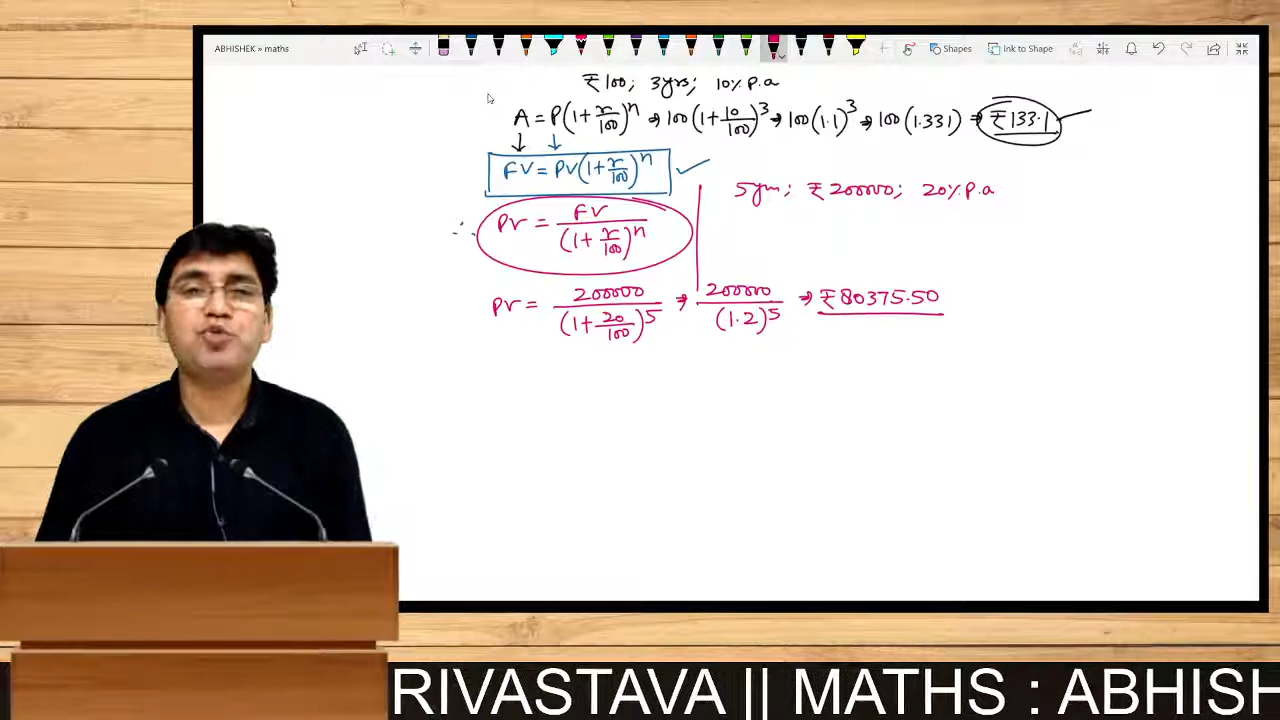 ABHISHEK » maths
Shapes
Ink to Shape
₹100; 3yrs; 10% P.a
A = P(1+r/100)^n → 100(1+10/100)^3 → 100(1.1)^3 → 100(1.331) → ₹133.1
FV = PV(1+r/100)^n
5yrs; ₹200000; 20% P.a
∴ PV = FV/(1+r/100)^n
PV = 200000/(1+20/100)^5 → 200000/(1.2)^5 → ₹80375.50
RIVASTAVA || MATHS : ABHISH